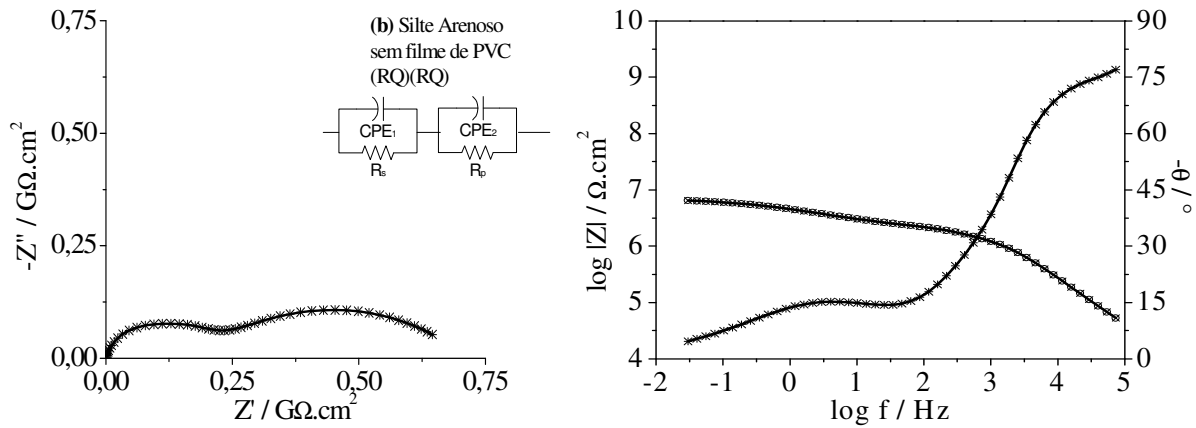 0,75
0,50
0,25
0,00
0,00
0,25
0,50
0,75
-Z" / GΩ.cm²
Z' / GΩ.cm²
(b) Silte Arenoso
sem filme de PVC
(RQ)(RQ)
CPE₁
CPE₂
Rₛ
Rₚ
10
9
8
7
6
5
4
-2
-1
0
1
2
3
4
5
90
75
60
45
30
15
0
log |Z| / Ω.cm²
log f / Hz
-θ / °